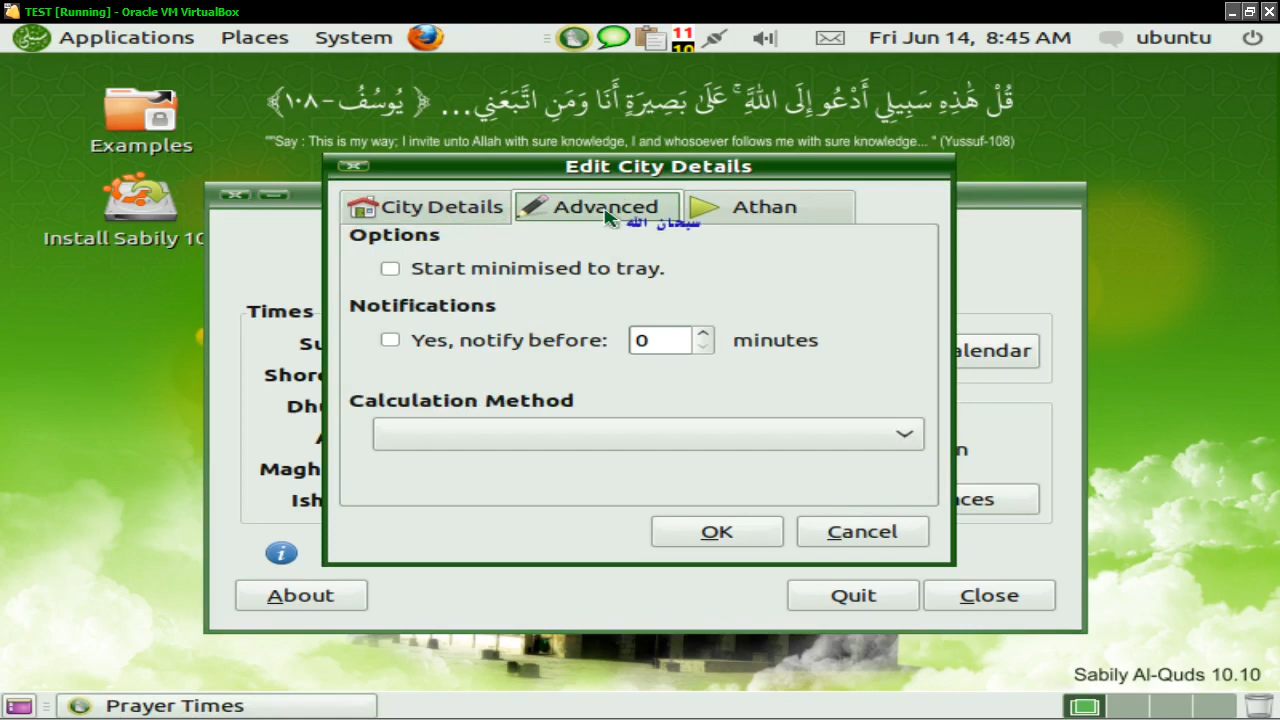 TEST [Running] - Oracle VM VirtualBox
Applications Places System
11
10
Fri Jun 14, 8:45 AM
ubuntu
قُلْ هَٰذِهِ سَبِيلِي أَدْعُو إِلَى اللَّهِ ۚ عَلَىٰ بَصِيرَةٍ أَنَا وَمَنِ اتَّبَعَنِي... ﴿ يُوسُفُ - ١٠٨ ﴾
""Say : This is my way; I invite unto Allah with sure knowledge, I and whosoever follows me with sure knowledge... " (Yussuf-108)
Examples
Install Sabily 10
Edit City Details
City Details
Advanced
Athan
سبحان الله
Options
Start minimised to tray.
Notifications
Yes, notify before: 0 minutes
Calculation Method
OK
Cancel
Times
Su
Shoro
Dhu
A
Magh
Ish
alendar
n
ces
About
Quit
Close
Sabily Al-Quds 10.10
Prayer Times